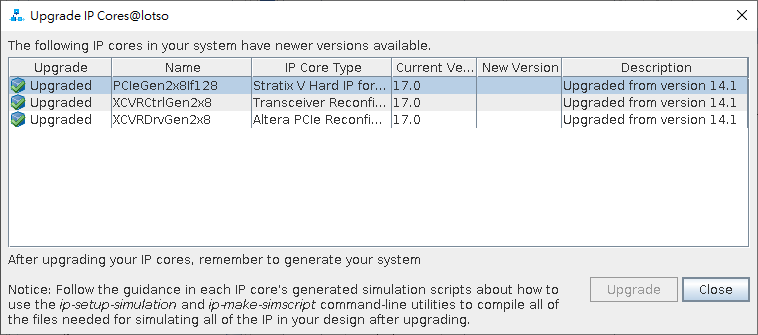 Upgrade IP Cores@lotso
The following IP cores in your system have newer versions available.
Upgrade Name IP Core Type Current Ve... New Version Description
Upgraded PCIeGen2x8If128 Stratix V Hard IP for... 17.0 Upgraded from version 14.1
Upgraded XCVRCtrlGen2x8 Transceiver Reconfi... 17.0 Upgraded from version 14.1
Upgraded XCVRDrvGen2x8 Altera PCIe Reconfi... 17.0 Upgraded from version 14.1
After upgrading your IP cores, remember to generate your system
Notice: Follow the guidance in each IP core's generated simulation scripts about how to
use the ip-setup-simulation and ip-make-simscript command-line utilities to compile all of
the files needed for simulating all of the IP in your design after upgrading.
Upgrade Close